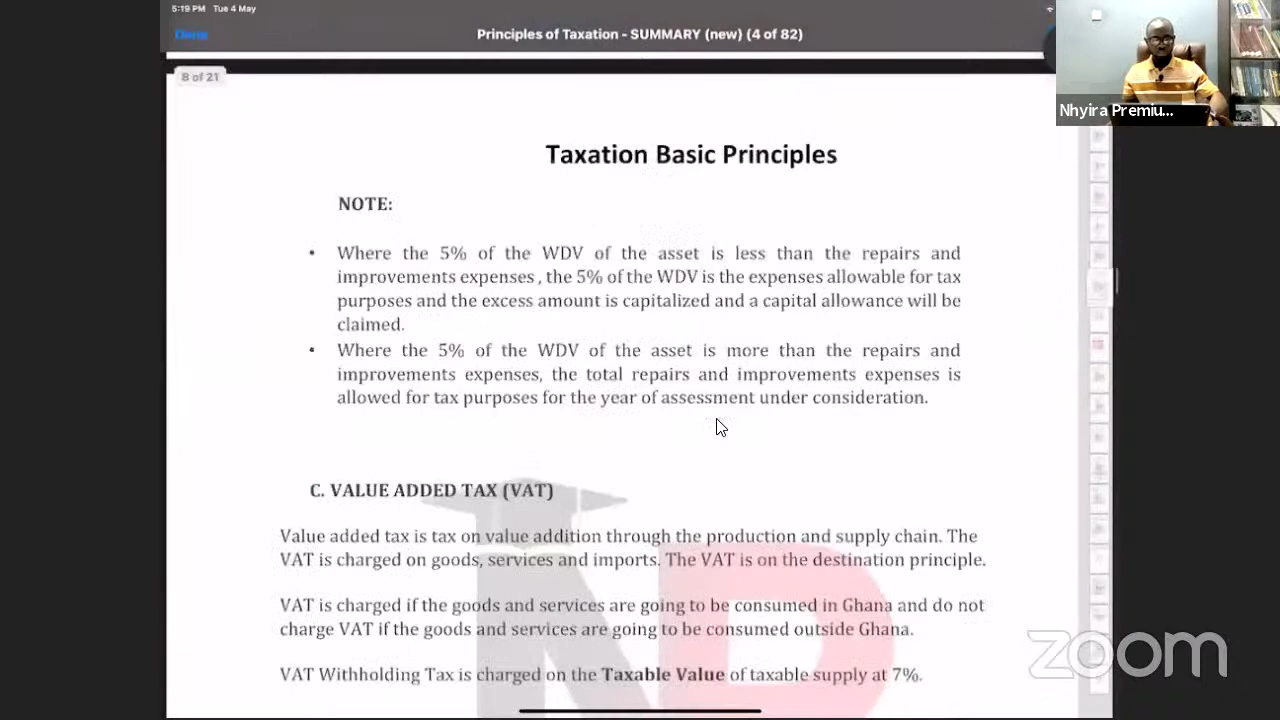 5:19 PM Tue 4 May
Done
Principles of Taxation - SUMMARY (new) (4 of 82)
8 of 21
Nhyira Premiu...
Taxation Basic Principles
NOTE:
• Where the 5% of the WDV of the asset is less than the repairs and
improvements expenses , the 5% of the WDV is the expenses allowable for tax
purposes and the excess amount is capitalized and a capital allowance will be
claimed.
• Where the 5% of the WDV of the asset is more than the repairs and
improvements expenses, the total repairs and improvements expenses is
allowed for tax purposes for the year of assessment under consideration.
C. VALUE ADDED TAX (VAT)
Value added tax is tax on value addition through the production and supply chain. The
VAT is charged on goods, services and imports. The VAT is on the destination principle.
VAT is charged if the goods and services are going to be consumed in Ghana and do not
charge VAT if the goods and services are going to be consumed outside Ghana.
VAT Withholding Tax is charged on the Taxable Value of taxable supply at 7%.
zoom